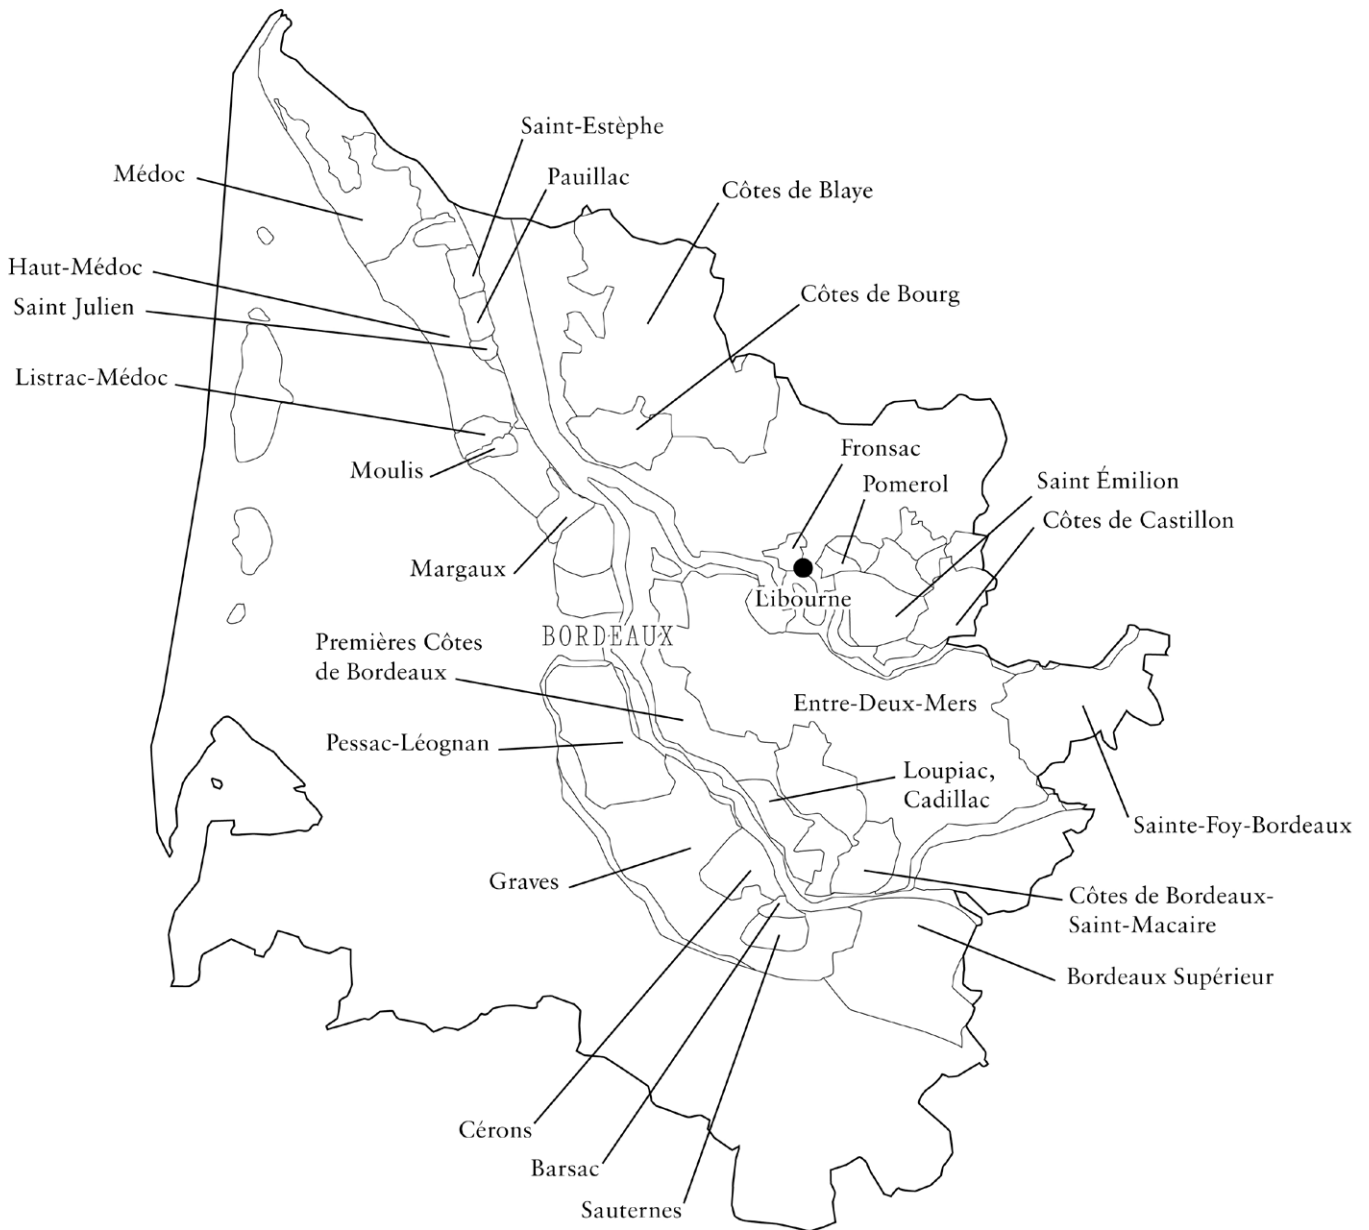 Saint-Estèphe
Médoc
Pauillac
Côtes de Blaye
Haut-Médoc
Saint Julien
Côtes de Bourg
Listrac-Médoc
Moulis
Fronsac
Pomerol
Saint Émilion
Côtes de Castillon
Margaux
Libourne
BORDEAUX
Premières Côtes
de Bordeaux
Entre-Deux-Mers
Pessac-Léognan
Loupiac,
Cadillac
Sainte-Foy-Bordeaux
Graves
Côtes de Bordeaux-
Saint-Macaire
Bordeaux Supérieur
Cérons
Barsac
Sauternes